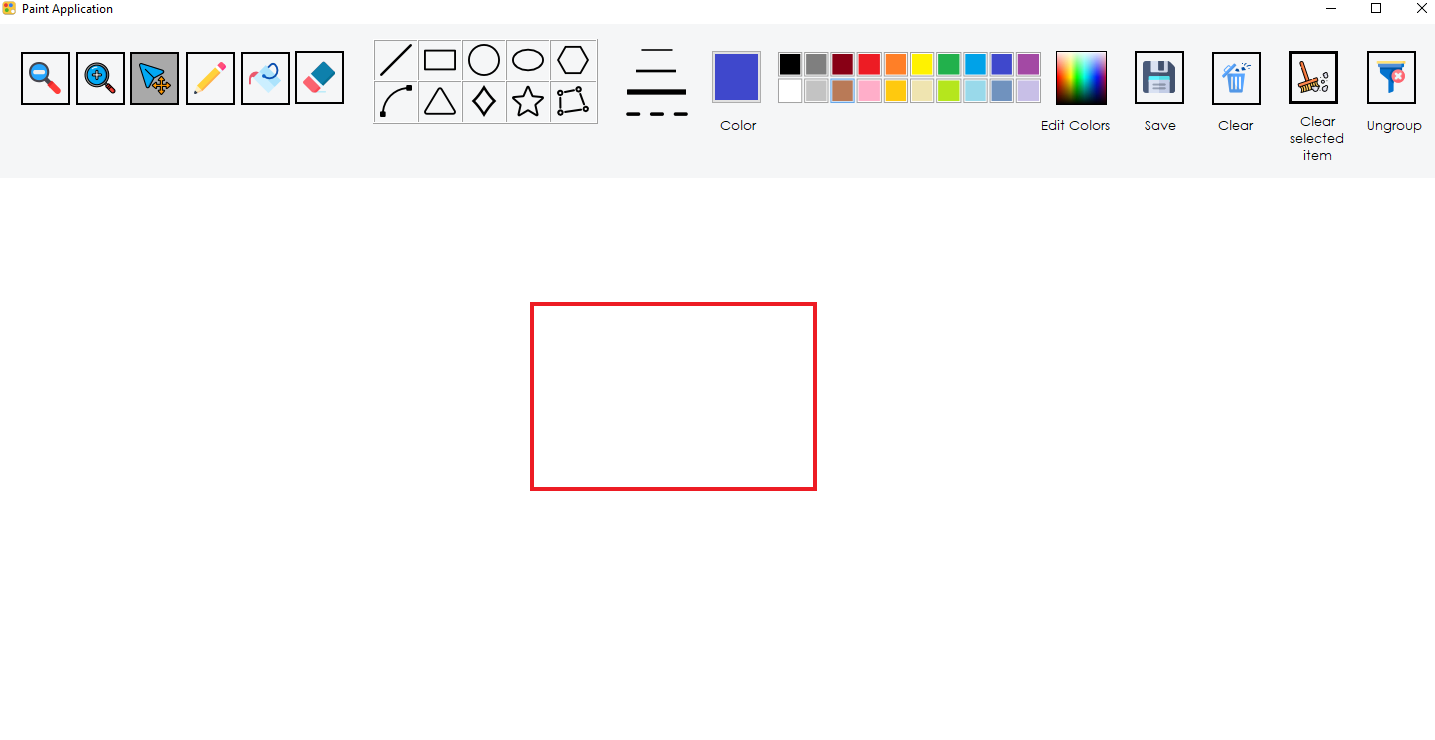 Paint Application
Color
Edit Colors
Save
Clear
Clear
selected
item
Ungroup